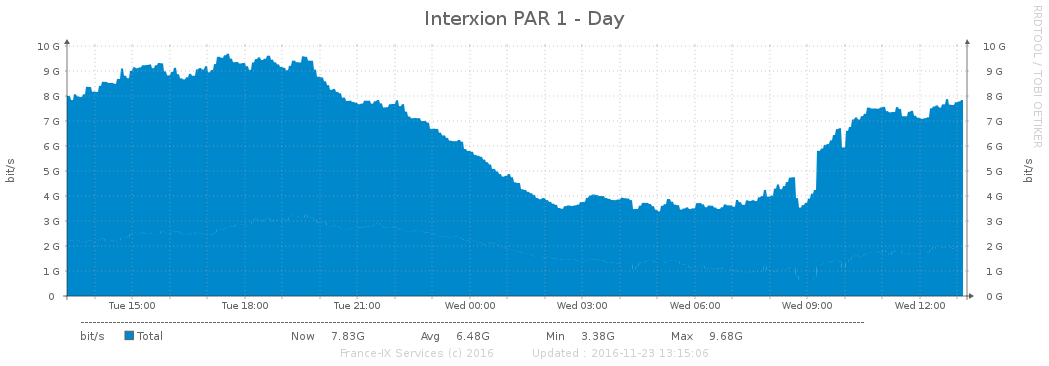 Interxion PAR 1 - Day
RRDTOOL / TOBI OETIKER
10 G 10 G
9 G 9 G
8 G 8 G
7 G 7 G
6 G 6 G
5 G 5 G
4 G 4 G
3 G 3 G
2 G 2 G
1 G 1 G
0 0 G
bit/s bit/s
Tue 15:00 Tue 18:00 Tue 21:00 Wed 00:00 Wed 03:00 Wed 06:00 Wed 09:00 Wed 12:00
bit/s Total Now 7.83G Avg 6.48G Min 3.38G Max 9.68G
France-IX Services (c) 2016 Updated : 2016-11-23 13:15:06